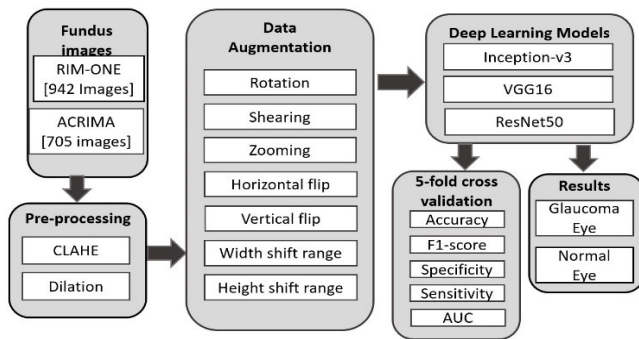 Fundus
images
RIM-ONE
[942 Images]
ACRIMA
[705 images]
Pre-processing
CLAHE
Dilation
Data
Augmentation
Rotation
Shearing
Zooming
Horizontal flip
Vertical flip
Width shift range
Height shift range
Deep Learning Models
Inception-v3
VGG16
ResNet50
5-fold cross
validation
Accuracy
F1-score
Specificity
Sensitivity
AUC
Results
Glaucoma
Eye
Normal
Eye